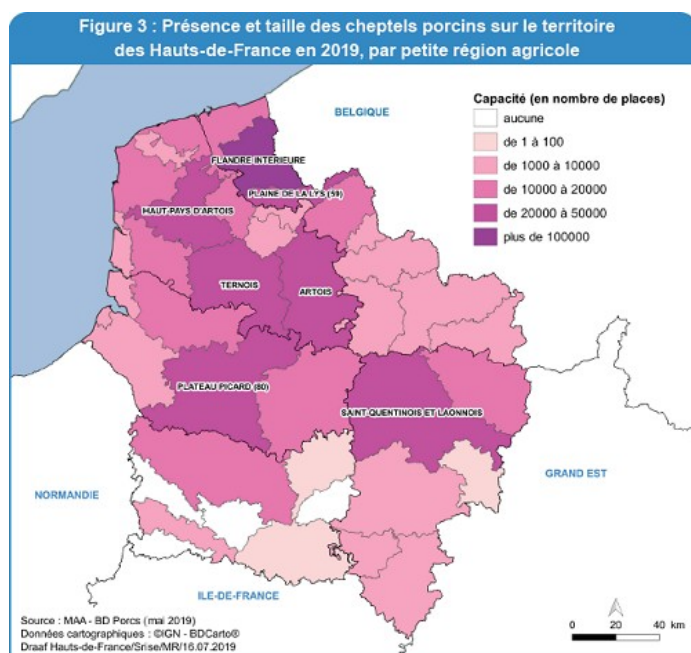 Figure 3 : Présence et taille des cheptels porcins sur le territoire
des Hauts-de-France en 2019, par petite région agricole
BELGIQUE
Capacité (en nombre de places)
aucune
de 1 à 100
de 1000 à 10000
de 10000 à 20000
de 20000 à 50000
plus de 100000
FLANDRE INTERIEURE
PLAINE DE LA LYS (59)
HAUT-PAYS D'ARTOIS
TERNOIS
ARTOIS
PLATEAU PICARD (80)
SAINT-QUENTINOIS ET LAONNOIS
NORMANDIE
GRAND EST
ILE-DE-FRANCE
Source : MAA - BD Porcs (mai 2019)
Données cartographiques : ©IGN - BDCarto®
Draaf Hauts-de-France/Srise/MR/16.07.2019
0 20 40 km